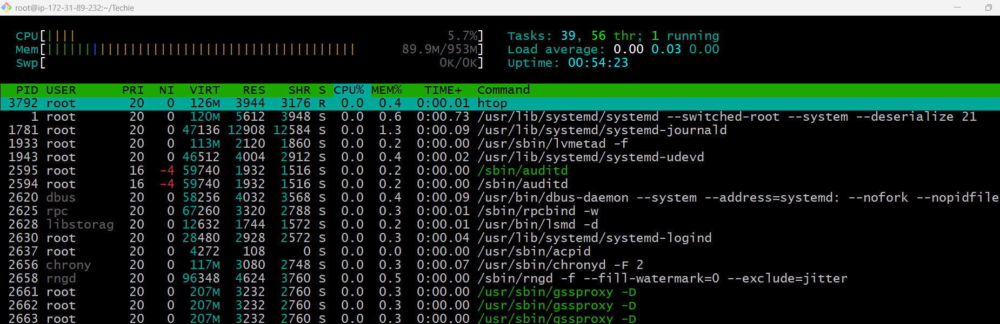 root@ip-172-31-89-232:~/Techie
CPU[|||| 5.7%] Tasks: 39, 56 thr; 1 running
Mem[||||||||||||||||||||||||||||||||||||||||| 89.9M/953M] Load average: 0.00 0.03 0.00
Swp[ 0K/0K] Uptime: 00:54:23
PID USER PRI NI VIRT RES SHR S CPU% MEM% TIME+ Command
3792 root 20 0 126M 3944 3176 R 0.0 0.4 0:00.01 htop
1 root 20 0 120M 5612 3948 S 0.0 0.6 0:00.73 /usr/lib/systemd/systemd --switched-root --system --deserialize 21
1781 root 20 0 47136 12908 12584 S 0.0 1.3 0:00.09 /usr/lib/systemd/systemd-journald
1933 root 20 0 113M 2120 1860 S 0.0 0.2 0:00.00 /usr/sbin/lvmetad -f
1943 root 20 0 46512 4004 2912 S 0.0 0.4 0:00.02 /usr/lib/systemd/systemd-udevd
2595 root 16 -4 59740 1932 1516 S 0.0 0.2 0:00.00 /sbin/auditd
2594 root 16 -4 59740 1932 1516 S 0.0 0.2 0:00.00 /sbin/auditd
2620 dbus 20 0 58256 4032 3568 S 0.0 0.4 0:00.09 /usr/bin/dbus-daemon --system --address=systemd: --nofork --nopidfile
2625 rpc 20 0 67260 3320 2788 S 0.0 0.3 0:00.01 /sbin/rpcbind -w
2628 libstorag 20 0 12632 1744 1572 S 0.0 0.2 0:00.01 /usr/bin/lsmd -d
2630 root 20 0 28480 2928 2572 S 0.0 0.3 0:00.04 /usr/lib/systemd/systemd-logind
2637 root 20 0 4272 108 0 S 0.0 0.0 0:00.00 /usr/sbin/acpid
2656 chrony 20 0 117M 3080 2748 S 0.0 0.3 0:00.07 /usr/sbin/chronyd -F 2
2658 rngd 20 0 96348 4624 3760 S 0.0 0.5 0:00.00 /sbin/rngd -f --fill-watermark=0 --exclude=jitter
2661 root 20 0 207M 3232 2760 S 0.0 0.3 0:00.00 /usr/sbin/gssproxy -D
2662 root 20 0 207M 3232 2760 S 0.0 0.3 0:00.00 /usr/sbin/gssproxy -D
2663 root 20 0 207M 3232 2760 S 0.0 0.3 0:00.00 /usr/sbin/gssproxy -D